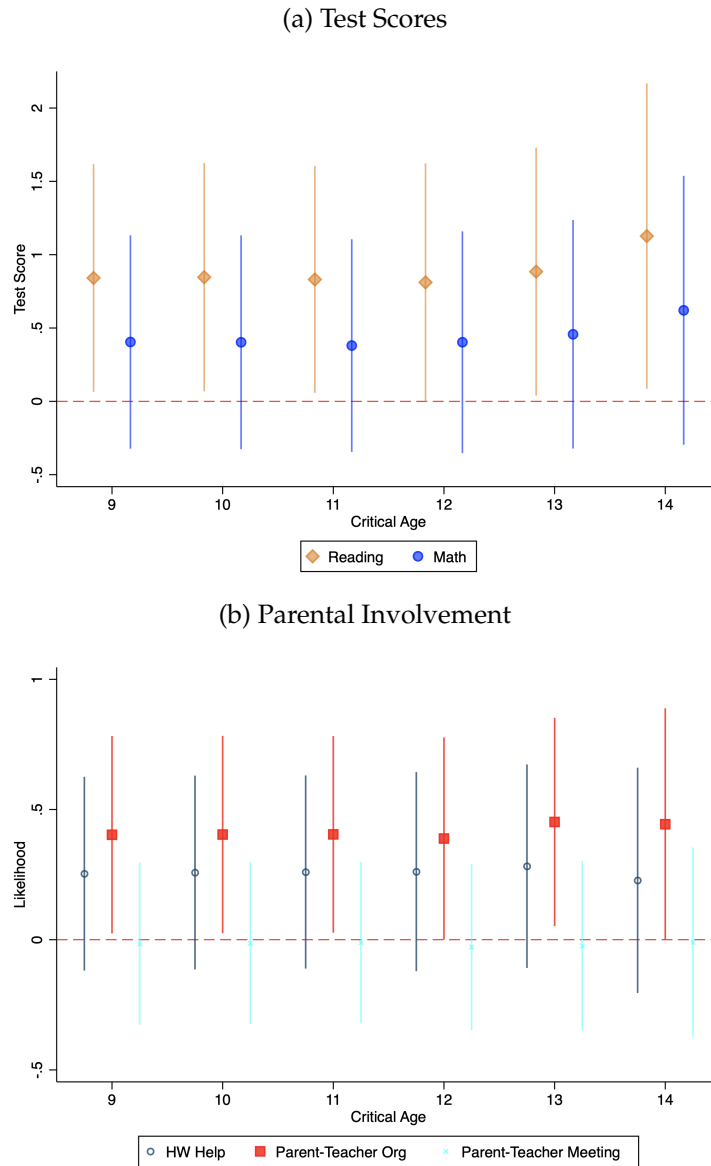 (a) Test Scores
2
1.5
1
.5
0
-.5
Test Score
9 10 11 12 13 14
Critical Age
Reading Math
(b) Parental Involvement
1
.5
0
-.5
Likelihood
9 10 11 12 13 14
Critical Age
HW Help Parent-Teacher Org Parent-Teacher Meeting